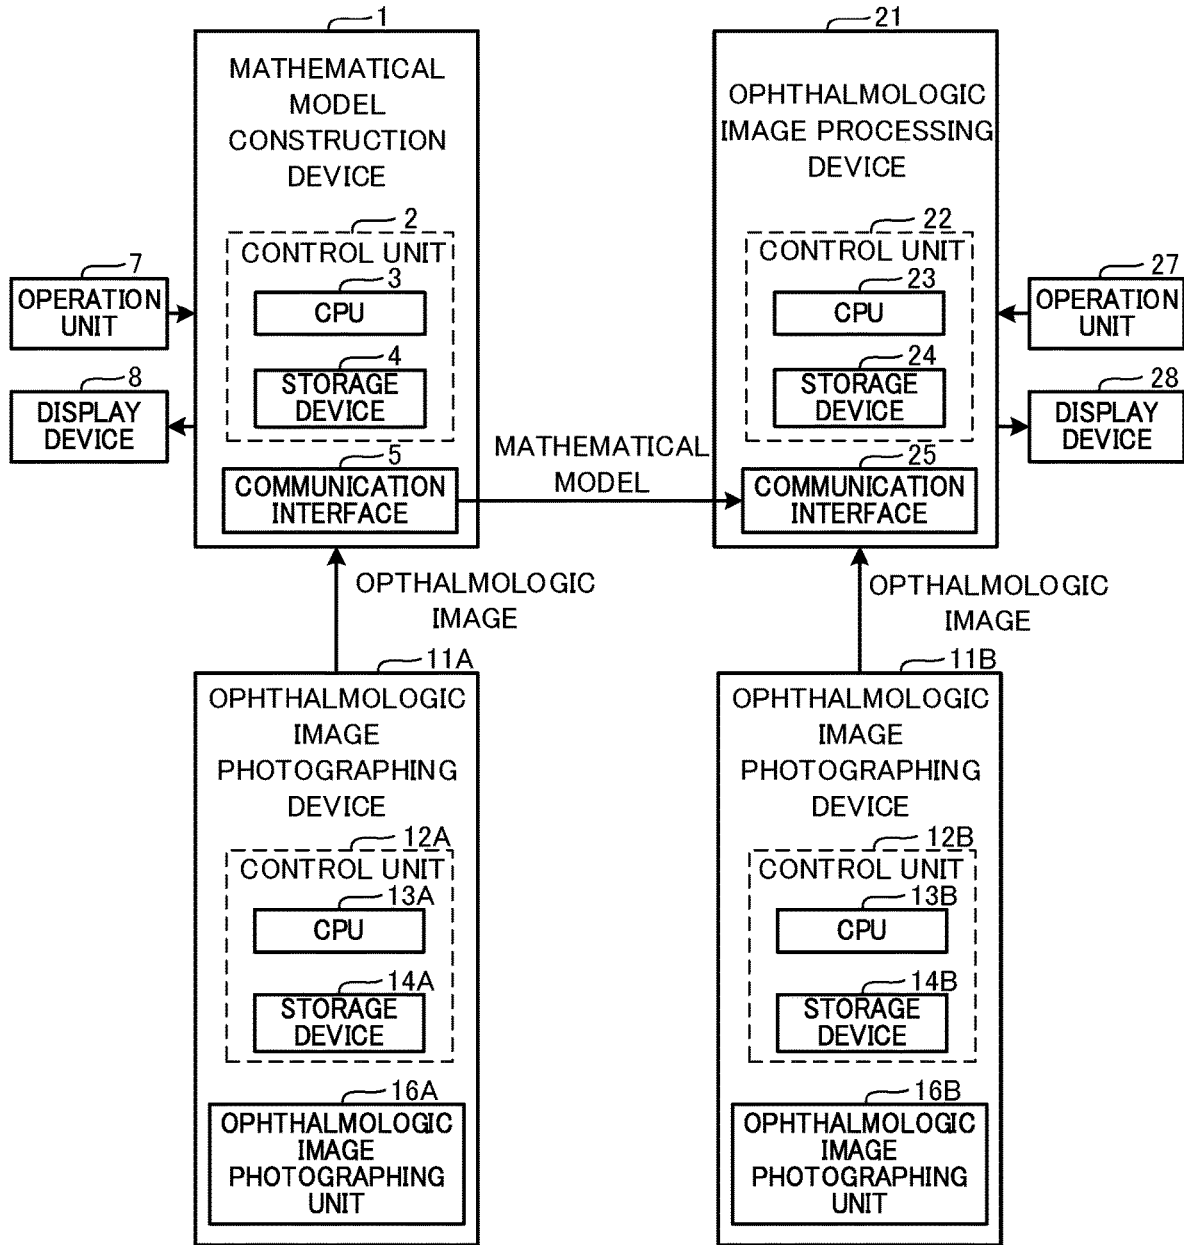 1
MATHEMATICAL
MODEL
CONSTRUCTION
DEVICE
2
CONTROL UNIT
3
CPU
4
STORAGE
DEVICE
5
COMMUNICATION
INTERFACE
7
OPERATION
UNIT
8
DISPLAY
DEVICE
MATHEMATICAL
MODEL
21
OPHTHALMOLOGIC
IMAGE PROCESSING
DEVICE
22
CONTROL UNIT
23
CPU
24
STORAGE
DEVICE
25
COMMUNICATION
INTERFACE
27
OPERATION
UNIT
28
DISPLAY
DEVICE
OPTHALMOLOGIC
IMAGE
OPTHALMOLOGIC
IMAGE
11A
OPHTHALMOLOGIC
IMAGE
PHOTOGRAPHING
DEVICE
12A
CONTROL UNIT
13A
CPU
14A
STORAGE
DEVICE
16A
OPHTHALMOLOGIC
IMAGE
PHOTOGRAPHING
UNIT
11B
OPHTHALMOLOGIC
IMAGE
PHOTOGRAPHING
DEVICE
12B
CONTROL UNIT
13B
CPU
14B
STORAGE
DEVICE
16B
OPHTHALMOLOGIC
IMAGE
PHOTOGRAPHING
UNIT